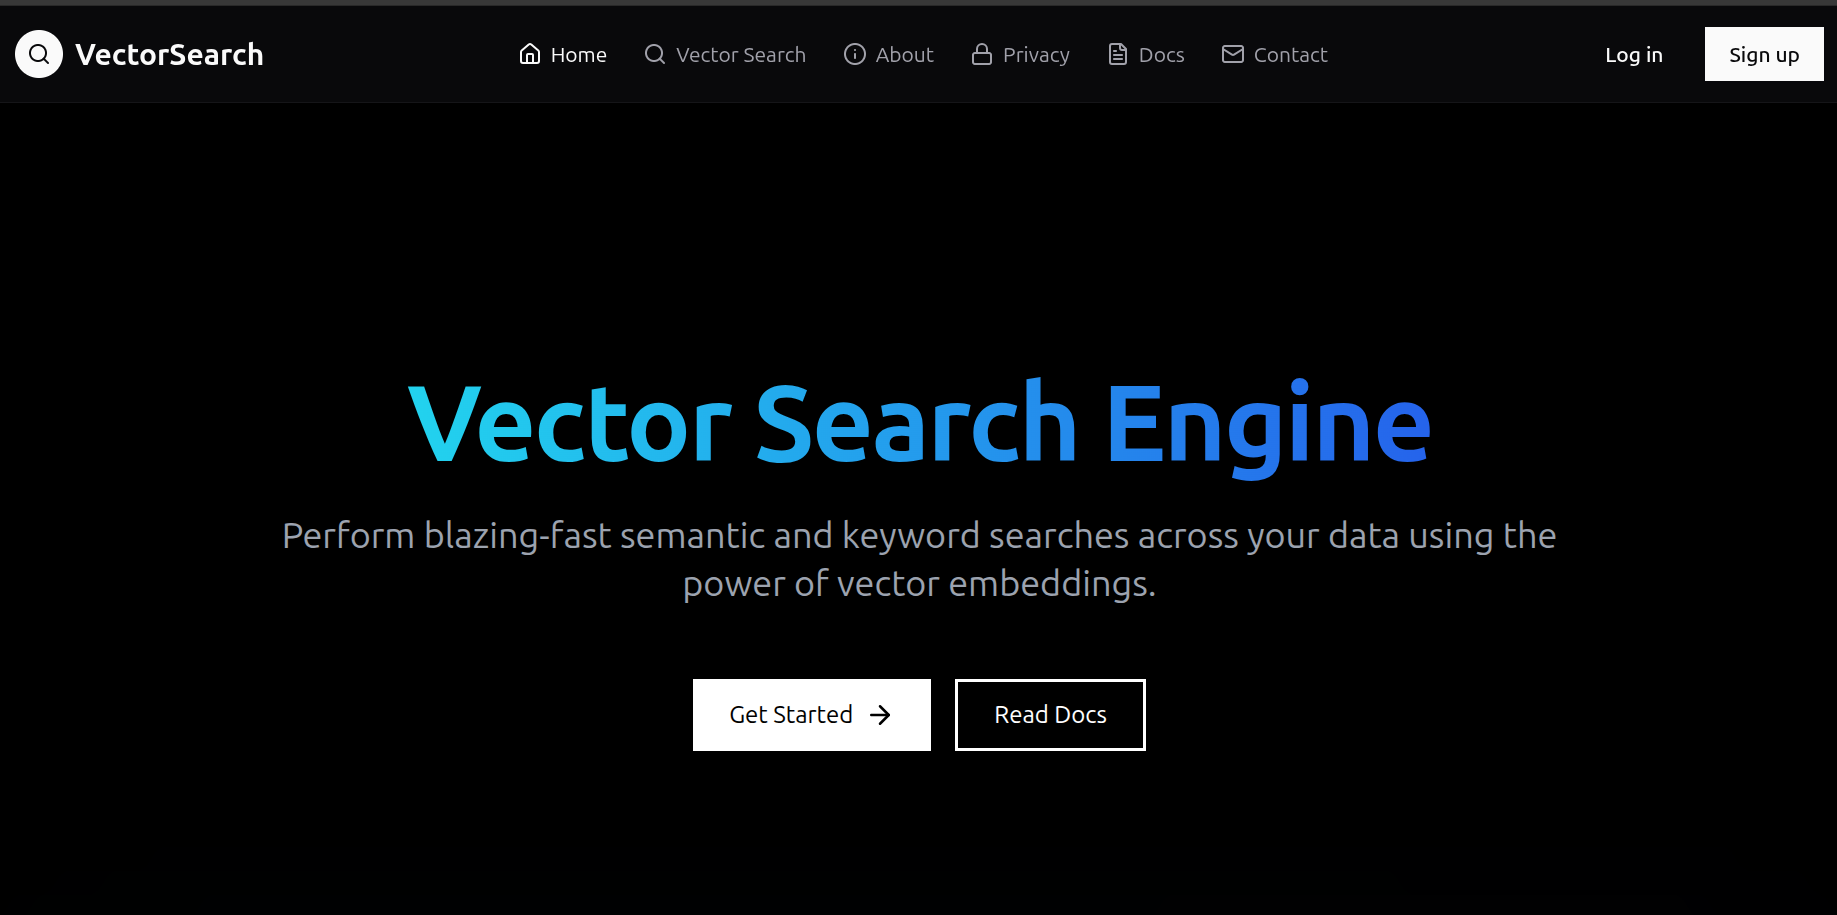 VectorSearch
Home
Vector Search
About
Privacy
Docs
Contact
Log in
Sign up
Vector Search Engine
Perform blazing-fast semantic and keyword searches across your data using the
power of vector embeddings.
Get Started
Read Docs